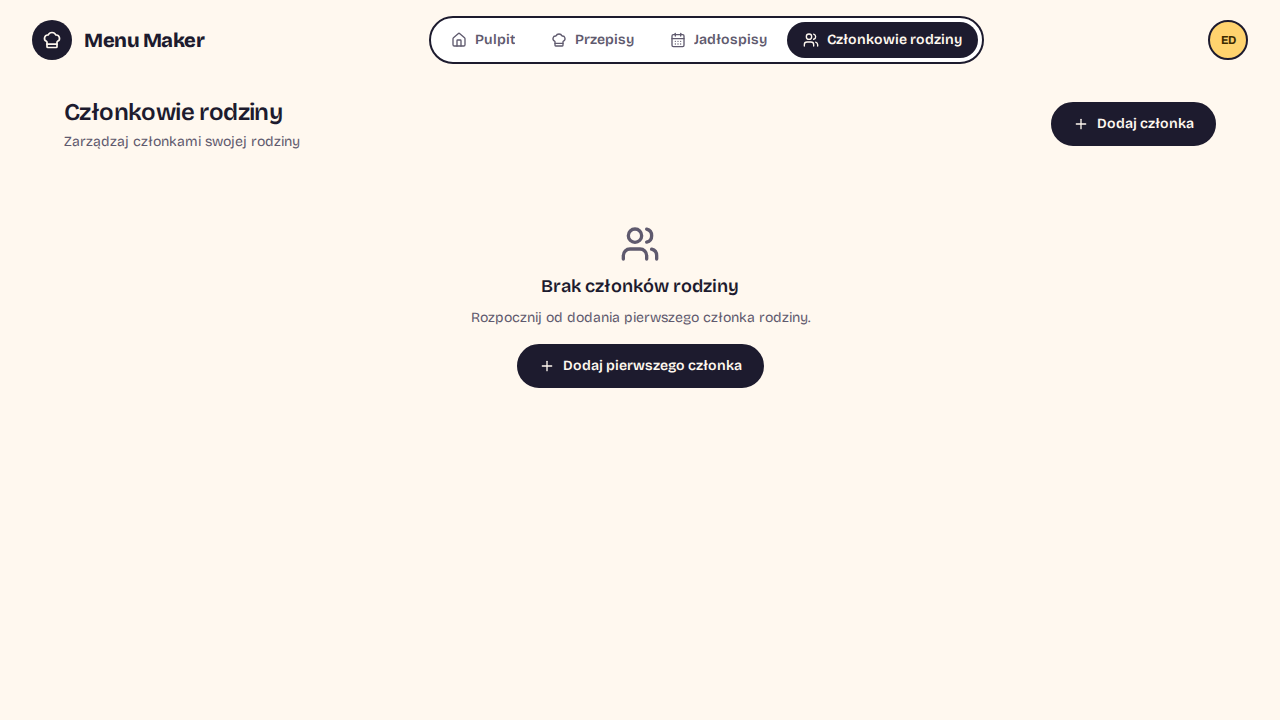 Menu Maker
Pulpit
Przepisy
Jadłospisy
Członkowie rodziny
ED
Członkowie rodziny
Zarządzaj członkami swojej rodziny
Dodaj członka
Brak członków rodziny
Rozpocznij od dodania pierwszego członka rodziny.
Dodaj pierwszego członka